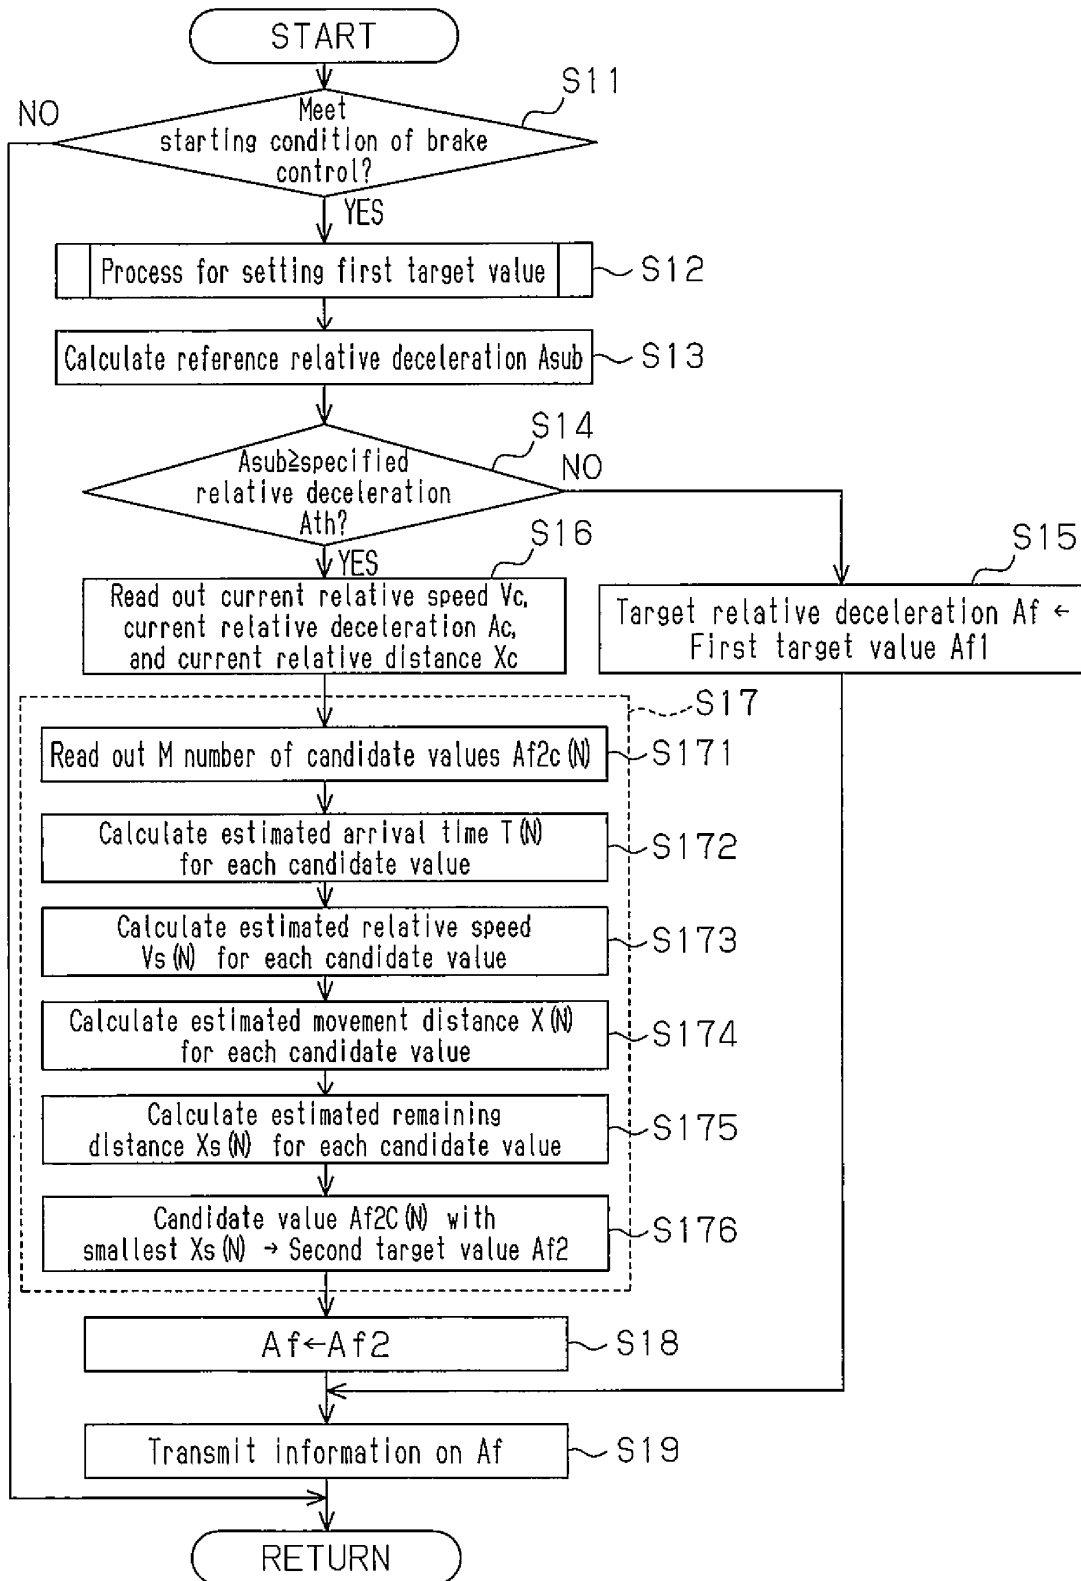 START
S11
NO
Meet
starting condition of brake
control?
YES
Process for setting first target value
S12
Calculate reference relative deceleration Asub
S13
S14
Asub≧specified
relative deceleration
Ath?
NO
YES
S16
Read out current relative speed Vc,
current relative deceleration Ac,
and current relative distance Xc
S15
Target relative deceleration Af ←
First target value Af1
S17
Read out M number of candidate values Af2c(N)
S171
Calculate estimated arrival time T(N)
for each candidate value
S172
Calculate estimated relative speed
Vs(N) for each candidate value
S173
Calculate estimated movement distance X(N)
for each candidate value
S174
Calculate estimated remaining
distance Xs(N) for each candidate value
S175
Candidate value Af2C(N) with
smallest Xs(N) → Second target value Af2
S176
Af←Af2
S18
Transmit information on Af
S19
RETURN